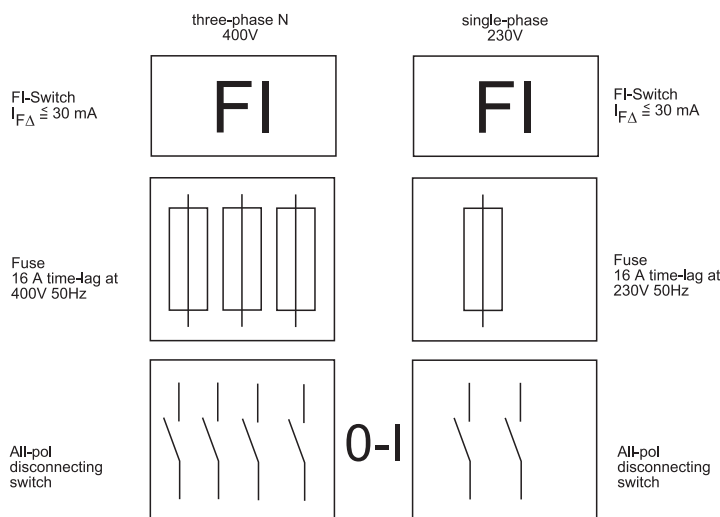 three-phase N
400V
single-phase
230V
FI-Switch
IFΔ ≦ 30 mA
FI
FI
FI-Switch
IFΔ ≦ 30 mA
Fuse
16 A time-lag at
400V 50Hz
Fuse
16 A time-lag at
230V 50Hz
All-pol
disconnecting
switch
0-I
All-pol
disconnecting
switch